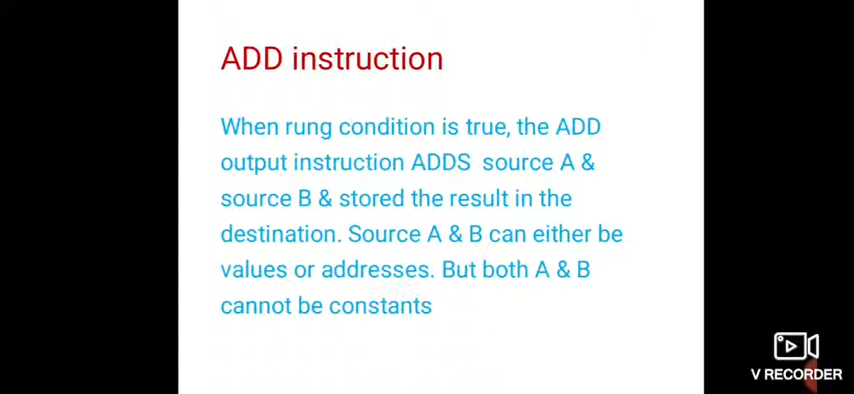 ADD instruction
When rung condition is true, the ADD
output instruction ADDS source A &
source B & stored the result in the
destination. Source A & B can either be
values or addresses. But both A & B
cannot be constants
V RECORDER